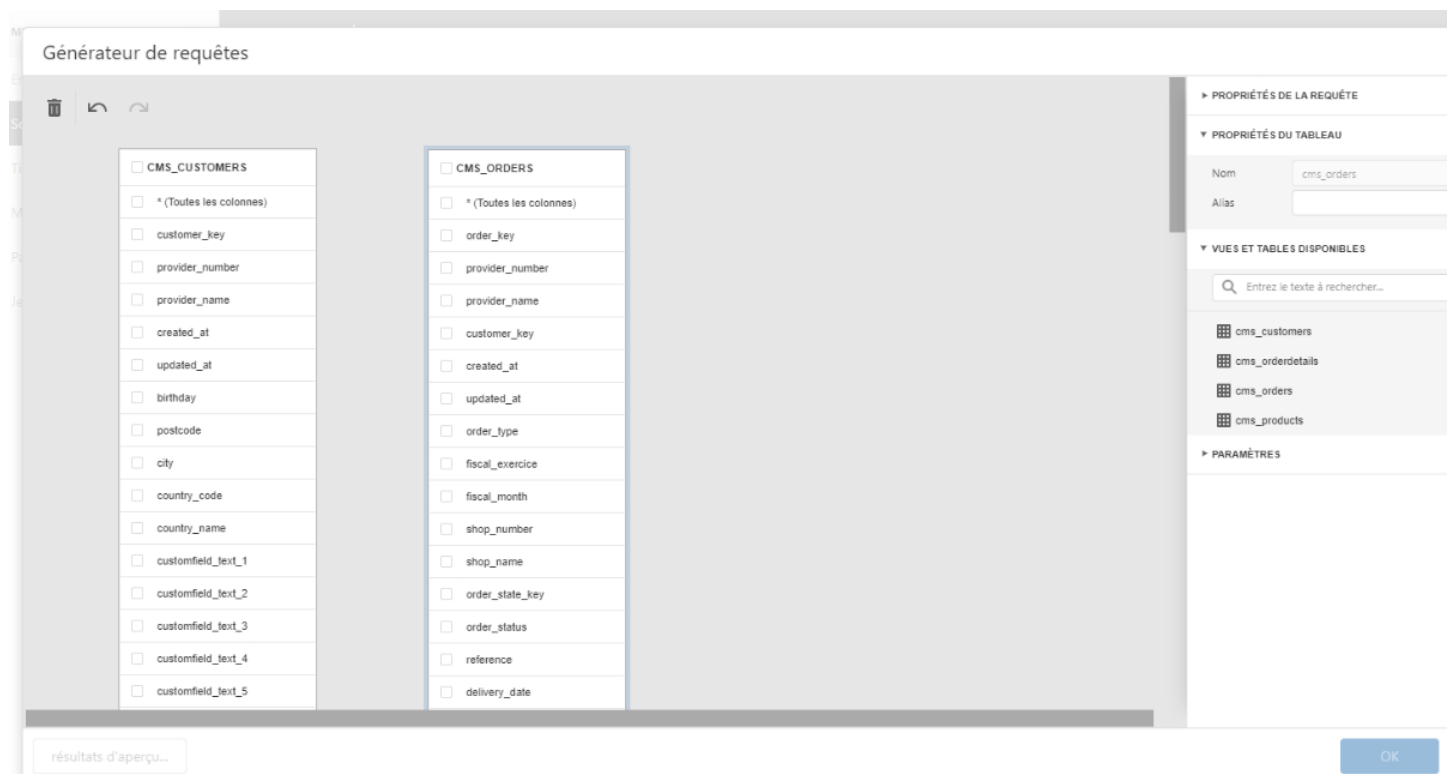 Générateur de requêtes
CMS_CUSTOMERS
* (Toutes les colonnes)
customer_key
provider_number
provider_name
created_at
updated_at
birthday
postcode
city
country_code
country_name
customfield_text_1
customfield_text_2
customfield_text_3
customfield_text_4
customfield_text_5
CMS_ORDERS
* (Toutes les colonnes)
order_key
provider_number
provider_name
customer_key
created_at
updated_at
order_type
fiscal_exercice
fiscal_month
shop_number
shop_name
order_state_key
order_status
reference
delivery_date
PROPRIÉTÉS DE LA REQUÊTE
PROPRIÉTÉS DU TABLEAU
Nom cms_orders
Alias
VUES ET TABLES DISPONIBLES
Entrez le texte à rechercher...
cms_customers
cms_orderdetails
cms_orders
cms_products
PARAMÈTRES
résultats d'aperçu...
OK